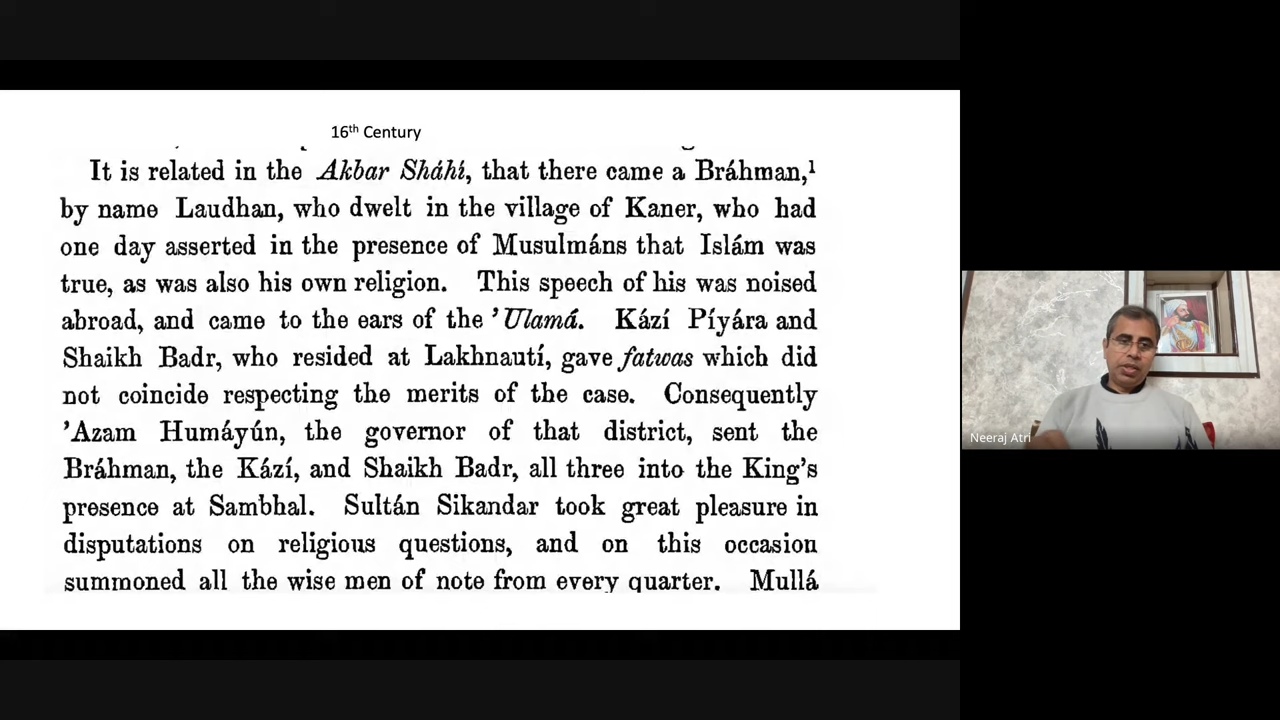 16th Century
It is related in the Akbar Sháhí, that there came a Bráhman,1
by name Laudhan, who dwelt in the village of Kaner, who had
one day asserted in the presence of Musulmáns that Islám was
true, as was also his own religion. This speech of his was noised
abroad, and came to the ears of the 'Ulamá. Kází Píyára and
Shaikh Badr, who resided at Lakhnautí, gave fatwas which did
not coincide respecting the merits of the case. Consequently
'Azam Humáyún, the governor of that district, sent the
Bráhman, the Kází, and Shaikh Badr, all three into the King's
presence at Sambhal. Sultán Sikandar took great pleasure in
disputations on religious questions, and on this occasion
summoned all the wise men of note from every quarter. Mullá
Neeraj Atri